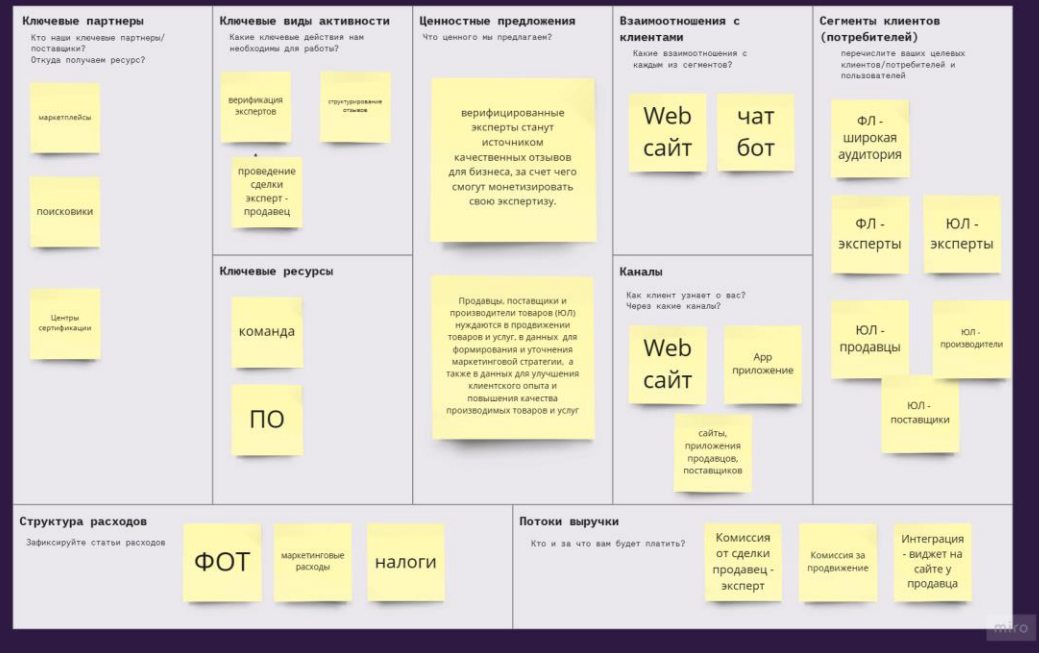 Ключевые партнеры
Кто наши ключевые партнеры/
поставщики?
Откуда получаем ресурс?
маркетплейсы
поисковики
Центры
сертификации
Ключевые виды активности
Какие ключевые действия нам
необходимы для работы?
верификация
экспертов
структурирование
отзывов
проведение
сделки
эксперт -
продавец
Ключевые ресурсы
команда
ПО
Ценностные предложения
Что ценного мы предлагаем?
верифицированные
эксперты станут
источником
качественных отзывов
для бизнеса, за счет чего
смогут монетизировать
свою экспертизу.
Продавцы, поставщики и
производители товаров (ЮЛ)
нуждаются в продвижении
товаров и услуг, в данных для
формирования и уточнения
маркетинговой стратегии, а
также в данных для улучшения
клиентского опыта и
повышения качества
производимых товаров и услуг
Взаимоотношения с
клиентами
Какие взаимоотношения с
каждым из сегментов?
Web
сайт
чат
бот
Каналы
Как клиент узнает о вас?
Через какие каналы?
Web
сайт
App
приложение
сайты,
приложения
продавцов,
поставщиков
Сегменты клиентов
(потребителей)
перечислите ваших целевых
клиентов/потребителей и
пользователей
ФЛ -
широкая
аудитория
ФЛ -
эксперты
ЮЛ -
эксперты
ЮЛ -
продавцы
ЮЛ -
производители
ЮЛ -
поставщики
Структура расходов
Зафиксируйте статьи расходов
ФОТ
маркетинговые
расходы
налоги
Потоки выручки
Кто и за что вам будет платить?
Комиссия
от сделки
продавец -
эксперт
Комиссия за
продвижение
Интеграция
- виджет на
сайте у
продавца
miro